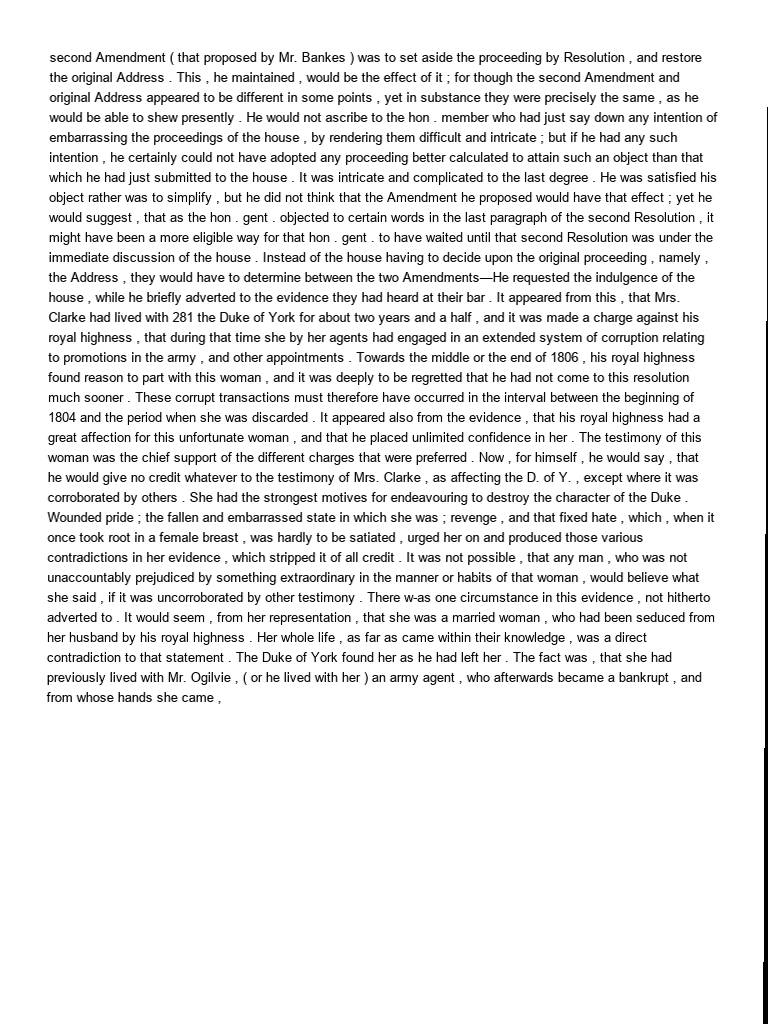 second Amendment ( that proposed by Mr. Bankes ) was to set aside the proceeding by Resolution , and restore
the original Address . This , he maintained , would be the effect of it ; for though the second Amendment and
original Address appeared to be different in some points , yet in substance they were precisely the same , as he
would be able to shew presently . He would not ascribe to the hon . member who had just say down any intention of
embarrassing the proceedings of the house , by rendering them difficult and intricate ; but if he had any such
intention , he certainly could not have adopted any proceeding better calculated to attain such an object than that
which he had just submitted to the house . It was intricate and complicated to the last degree . He was satisfied his
object rather was to simplify , but he did not think that the Amendment he proposed would have that effect ; yet he
would suggest , that as the hon . gent . objected to certain words in the last paragraph of the second Resolution , it
might have been a more eligible way for that hon . gent . to have waited until that second Resolution was under the
immediate discussion of the house . Instead of the house having to decide upon the original proceeding , namely ,
the Address , they would have to determine between the two Amendments—He requested the indulgence of the
house , while he briefly adverted to the evidence they had heard at their bar . It appeared from this , that Mrs.
Clarke had lived with 281 the Duke of York for about two years and a half , and it was made a charge against his
royal highness , that during that time she by her agents had engaged in an extended system of corruption relating
to promotions in the army , and other appointments . Towards the middle or the end of 1806 , his royal highness
found reason to part with this woman , and it was deeply to be regretted that he had not come to this resolution
much sooner . These corrupt transactions must therefore have occurred in the interval between the beginning of
1804 and the period when she was discarded . It appeared also from the evidence , that his royal highness had a
great affection for this unfortunate woman , and that he placed unlimited confidence in her . The testimony of this
woman was the chief support of the different charges that were preferred . Now , for himself , he would say , that
he would give no credit whatever to the testimony of Mrs. Clarke , as affecting the D. of Y. , except where it was
corroborated by others . She had the strongest motives for endeavouring to destroy the character of the Duke .
Wounded pride ; the fallen and embarrassed state in which she was ; revenge , and that fixed hate , which , when it
once took root in a female breast , was hardly to be satiated , urged her on and produced those various
contradictions in her evidence , which stripped it of all credit . It was not possible , that any man , who was not
unaccountably prejudiced by something extraordinary in the manner or habits of that woman , would believe what
she said , if it was uncorroborated by other testimony . There w-as one circumstance in this evidence , not hitherto
adverted to . It would seem , from her representation , that she was a married woman , who had been seduced from
her husband by his royal highness . Her whole life , as far as came within their knowledge , was a direct
contradiction to that statement . The Duke of York found her as he had left her . The fact was , that she had
previously lived with Mr. Ogilvie , ( or he lived with her ) an army agent , who afterwards became a bankrupt , and
from whose hands she came ,